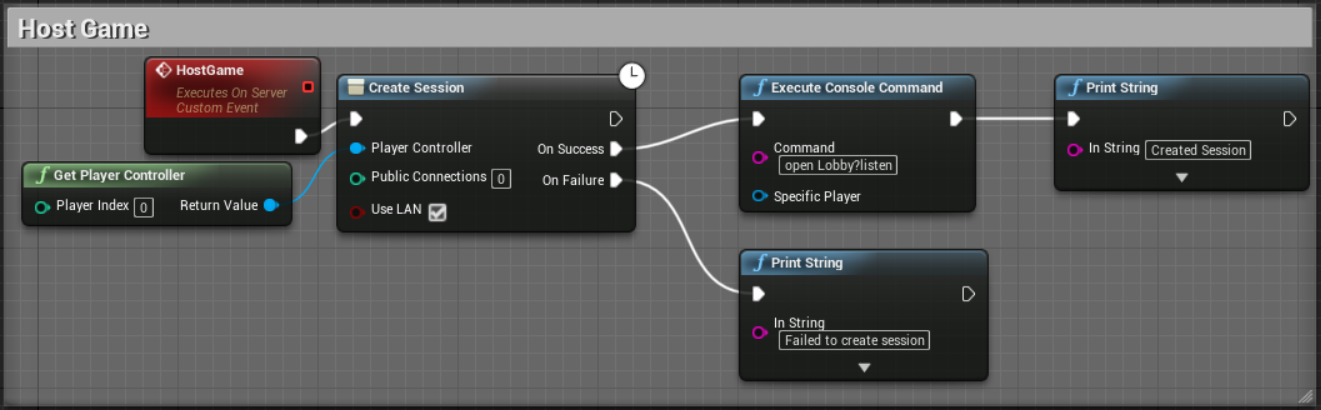 Host Game
HostGame
Executes On Server
Custom Event
Get Player Controller
Player Index 0
Return Value
Create Session
Player Controller
Public Connections 0
Use LAN
On Success
On Failure
f Execute Console Command
Command
open Lobby?listen
Specific Player
f Print String
In String Created Session
f Print String
In String
Failed to create session